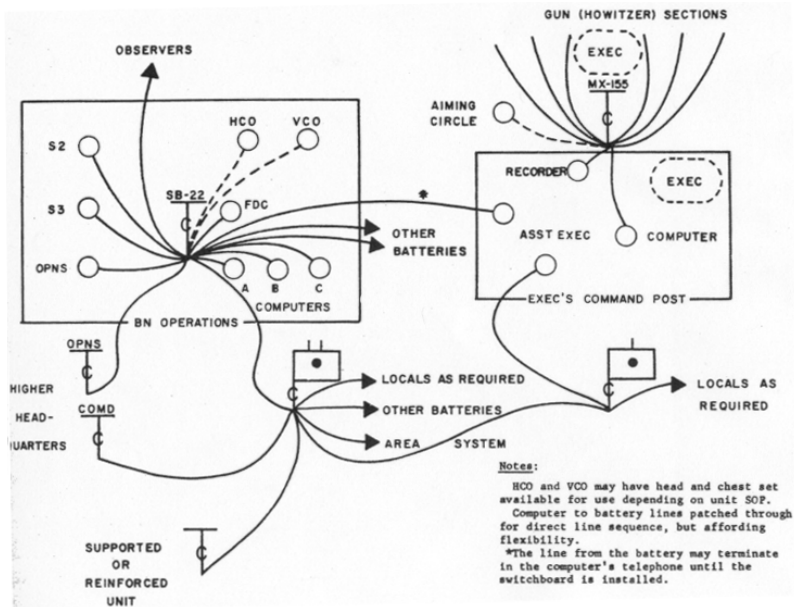 GUN (HOWITZER) SECTIONS
OBSERVERS
EXEC
MX-155
C
AIMING
CIRCLE
HCO
VCO
S2
RECORDER
EXEC
SB-22
S3
C
FDC
*
OTHER
BATTERIES
ASST EXEC
COMPUTER
OPNS
A
B
C
COMPUTERS
BN OPERATIONS
EXEC'S COMMAND POST
OPNS
C
HIGHER
HEAD-
QUARTERS
COMD
C
C
LOCALS AS REQUIRED
OTHER BATTERIES
AREA SYSTEM
C
LOCALS AS
REQUIRED
SUPPORTED
OR
REINFORCED
UNIT
C
Notes:
HCO and VCO may have head and chest set
available for use depending on unit SOP.
Computer to battery lines patched through
for direct line sequence, but affording
flexibility.
*The line from the battery may terminate
in the computer's telephone until the
switchboard is installed.